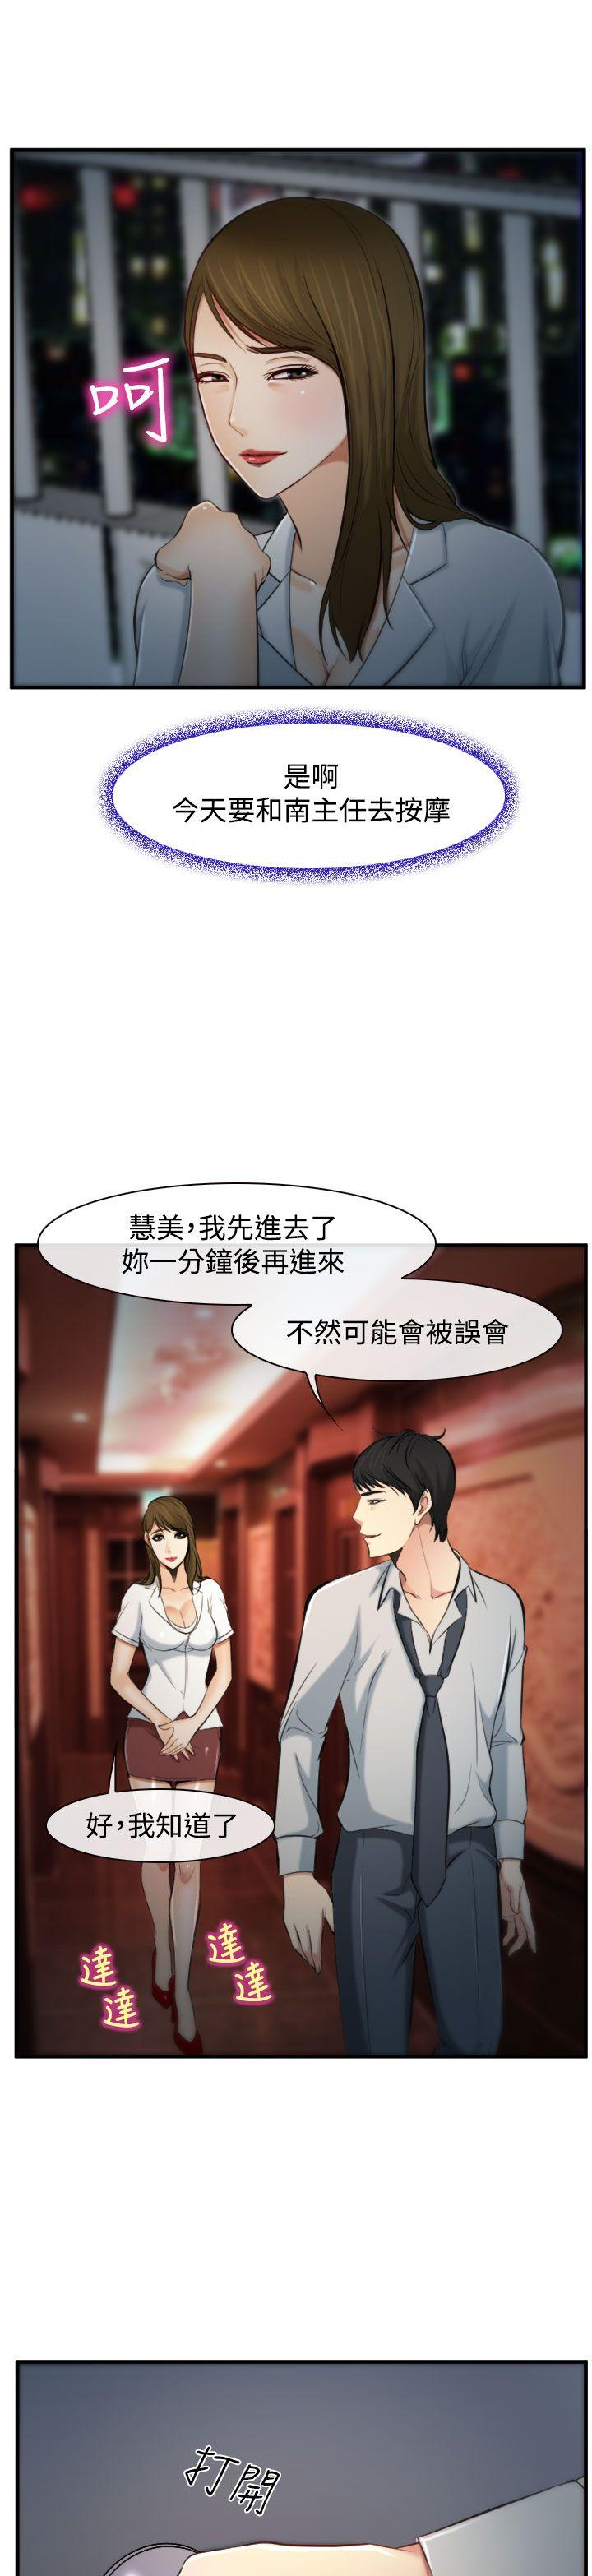 呵
是啊
今天要和南主任去按摩
慧美，我先進去了
妳一分鐘後再進來
不然可能會被誤會
好，我知道了
達
達
達
達
打開